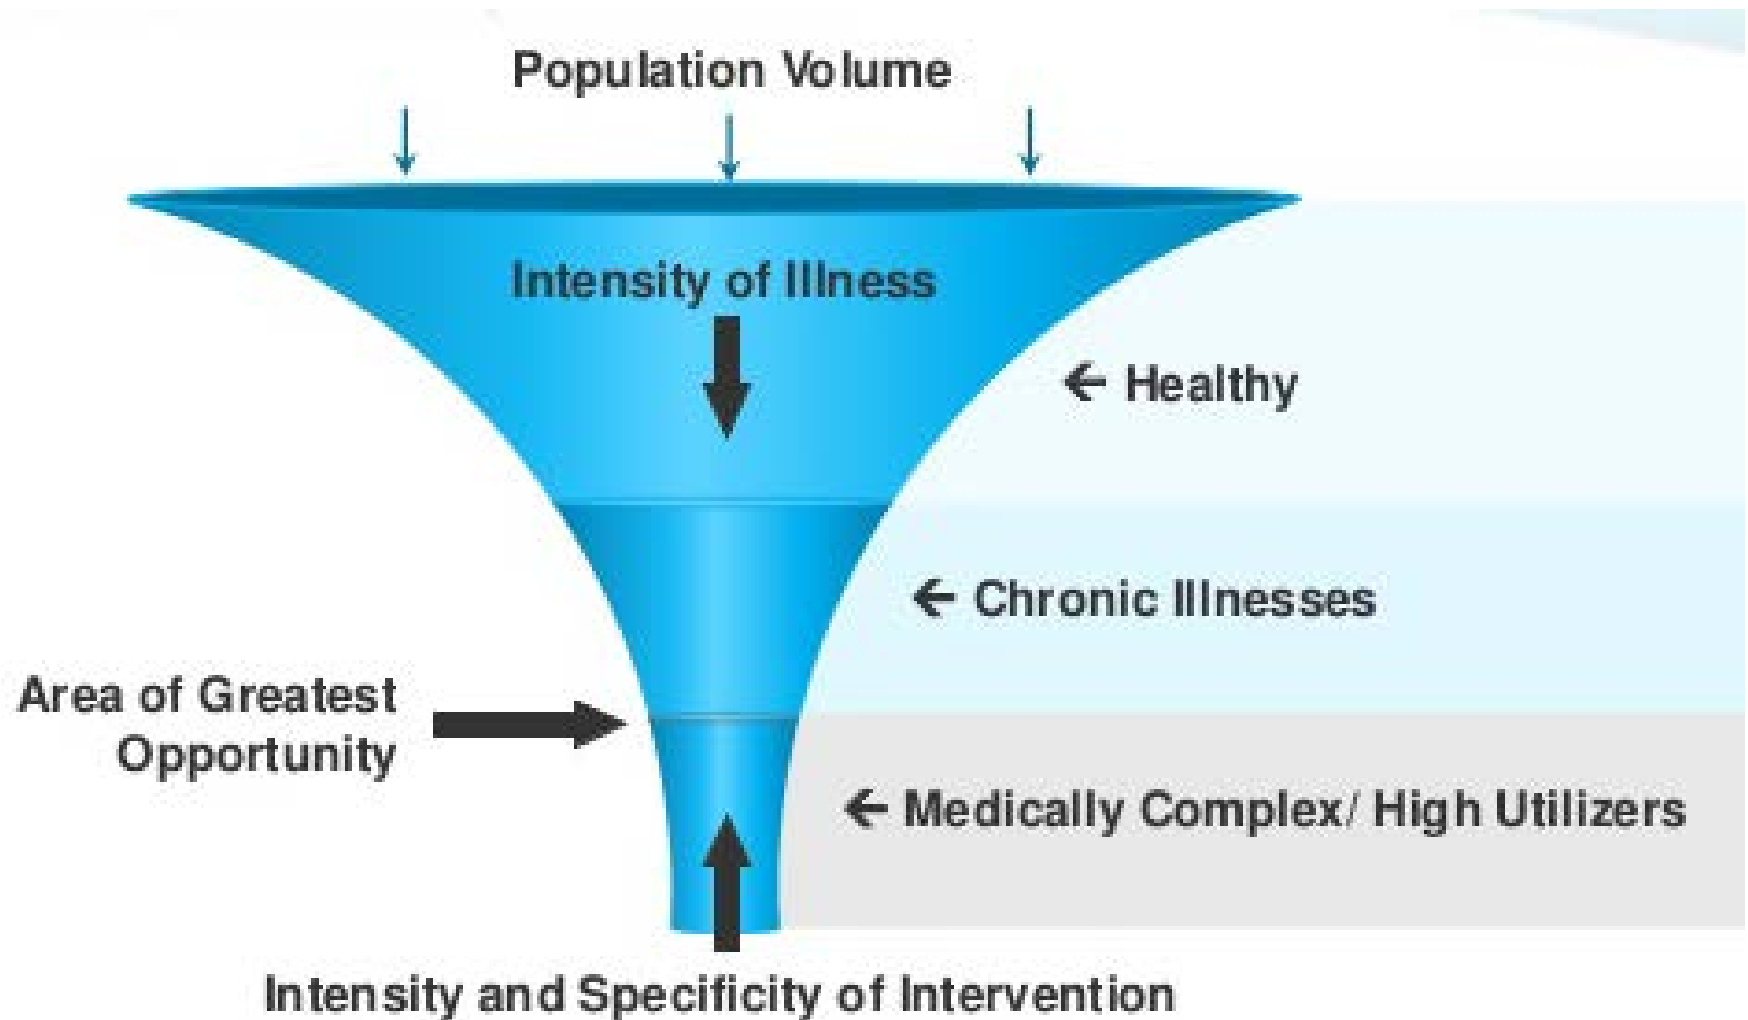 Population Volume
Intensity of Illness
← Healthy
← Chronic Illnesses
Area of Greatest
Opportunity
← Medically Complex/ High Utilizers
Intensity and Specificity of Intervention